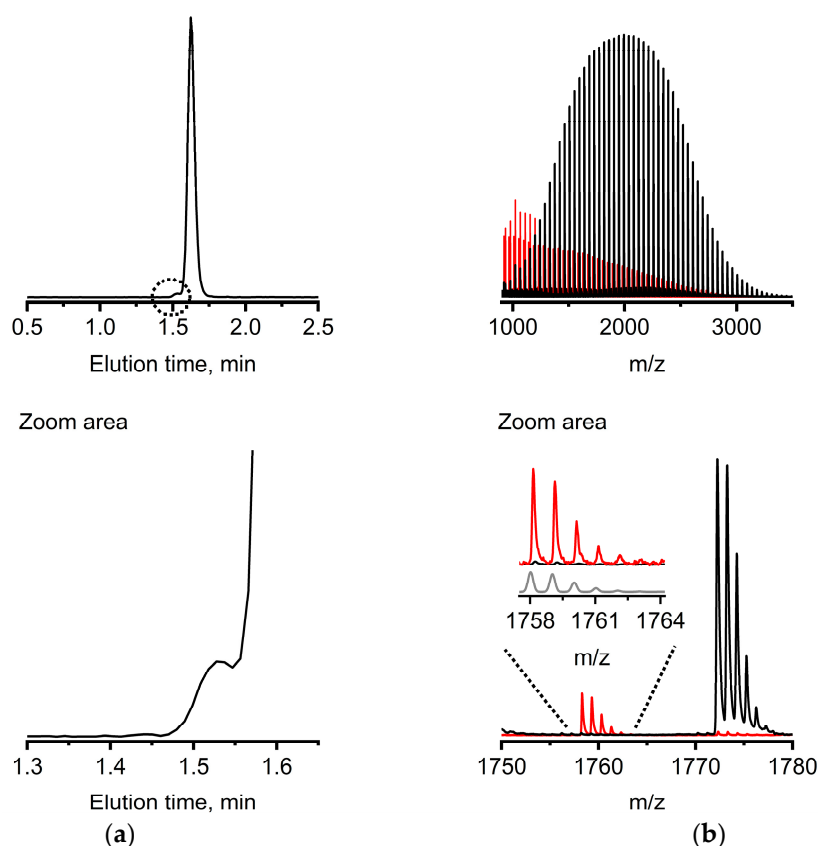 0.5 1.0 1.5 2.0 2.5
Elution time, min
1000 2000 3000
m/z
Zoom area
1.3 1.4 1.5 1.6
Elution time, min
(a)
Zoom area
1758 1761 1764
m/z
1750 1760 1770 1780
m/z
(b)